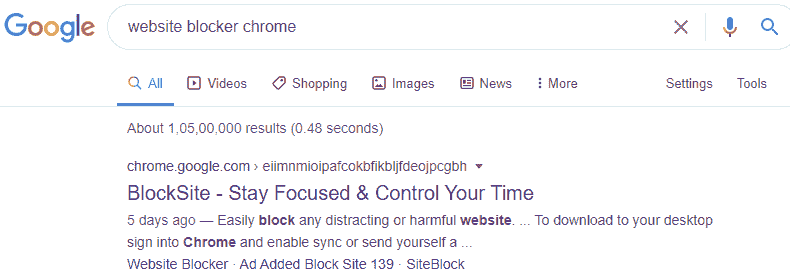 Google website blocker chrome
All Videos Shopping Images News More Settings Tools
About 1,05,00,000 results (0.48 seconds)
chrome.google.com › eiimnmioipafcokbfikbljfdeojpcgbh
BlockSite - Stay Focused & Control Your Time
5 days ago — Easily block any distracting or harmful website. ... To download to your desktop
sign into Chrome and enable sync or send yourself a ...
Website Blocker · Ad Added Block Site 139 · SiteBlock